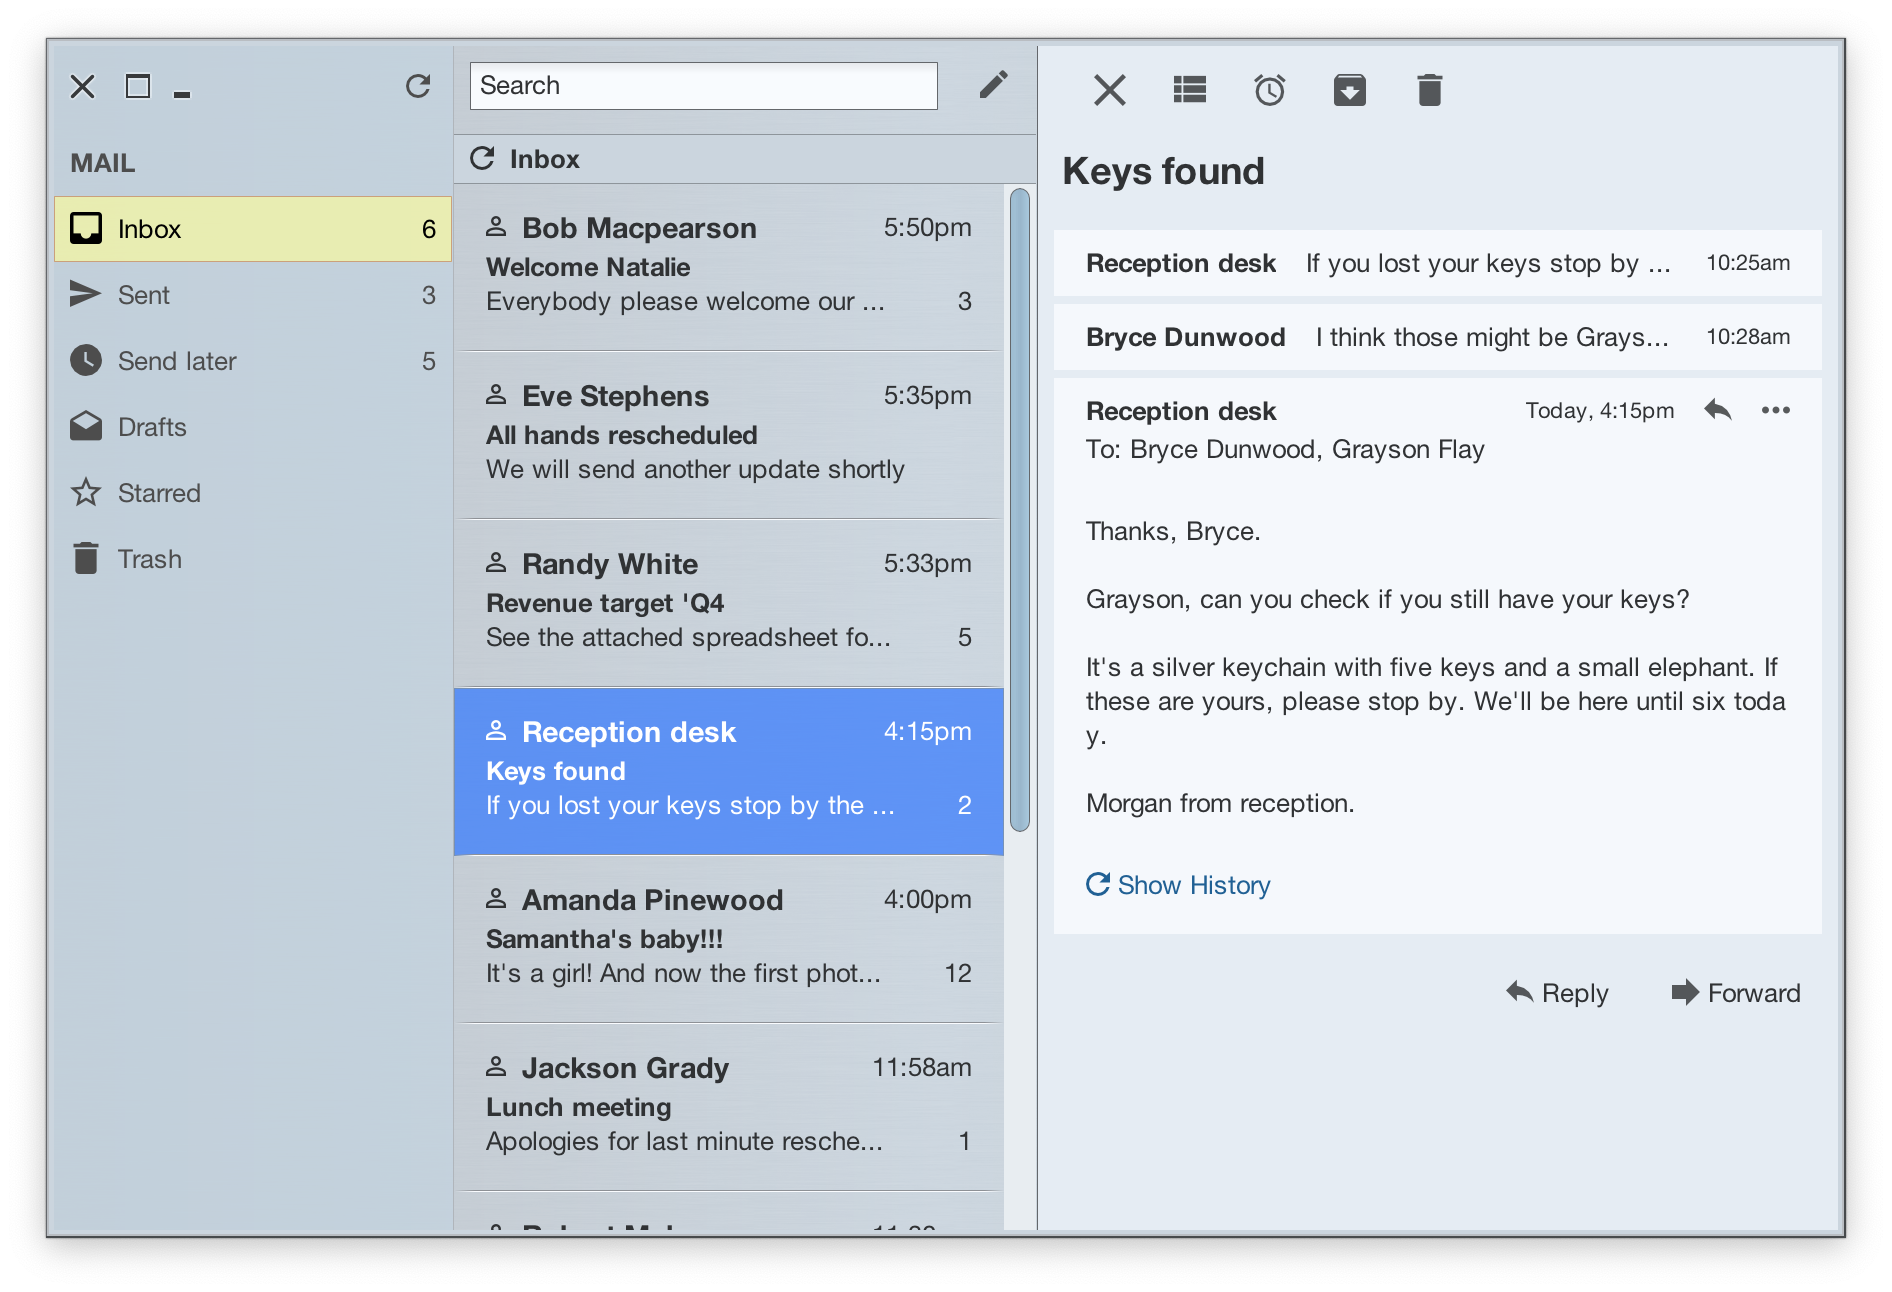 MAIL
Inbox 6
Sent 3
Send later 5
Drafts
Starred
Trash
Search
Inbox
Bob Macpearson 5:50pm
Welcome Natalie
Everybody please welcome our ... 3
Eve Stephens 5:35pm
All hands rescheduled
We will send another update shortly
Randy White 5:33pm
Revenue target 'Q4
See the attached spreadsheet fo... 5
Reception desk 4:15pm
Keys found
If you lost your keys stop by the ... 2
Amanda Pinewood 4:00pm
Samantha's baby!!!
It's a girl! And now the first phot... 12
Jackson Grady 11:58am
Lunch meeting
Apologies for last minute resche... 1
Keys found
Reception desk If you lost your keys stop by ... 10:25am
Bryce Dunwood I think those might be Grays... 10:28am
Reception desk Today, 4:15pm
To: Bryce Dunwood, Grayson Flay
Thanks, Bryce.
Grayson, can you check if you still have your keys?
It's a silver keychain with five keys and a small elephant. If
these are yours, please stop by. We'll be here until six toda
y.
Morgan from reception.
Show History
Reply Forward